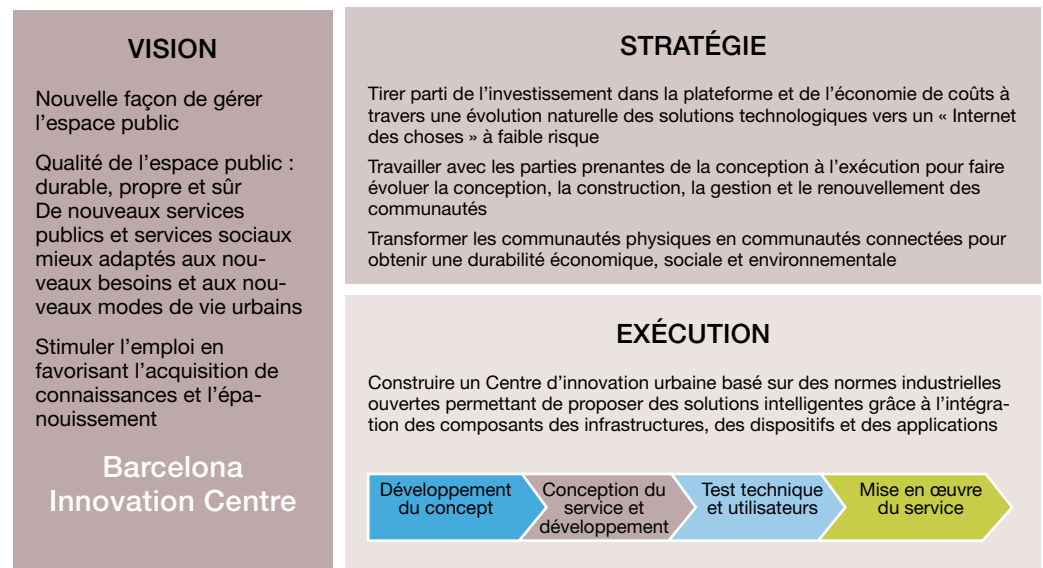 VISION
Nouvelle façon de gérer
l’espace public
Qualité de l’espace public :
durable, propre et sûr
De nouveaux services
publics et services sociaux
mieux adaptés aux nou-
veaux besoins et aux nou-
veaux modes de vie urbains
Stimuler l’emploi en
favorisant l’acquisition de
connaissances et l’épa-
nouissement
Barcelona
Innovation Centre
STRATÉGIE
Tirer parti de l’investissement dans la plateforme et de l’économie de coûts à
travers une évolution naturelle des solutions technologiques vers un « Internet
des choses » à faible risque
Travailler avec les parties prenantes de la conception à l’exécution pour faire
évoluer la conception, la construction, la gestion et le renouvellement des
communautés
Transformer les communautés physiques en communautés connectées pour
obtenir une durabilité économique, sociale et environnementale
EXÉCUTION
Construire un Centre d’innovation urbaine basé sur des normes industrielles
ouvertes permettant de proposer des solutions intelligentes grâce à l’intégra-
tion des composants des infrastructures, des dispositifs et des applications
Développement
du concept
Conception du
service et
développement
Test technique
et utilisateurs
Mise en œuvre
du service